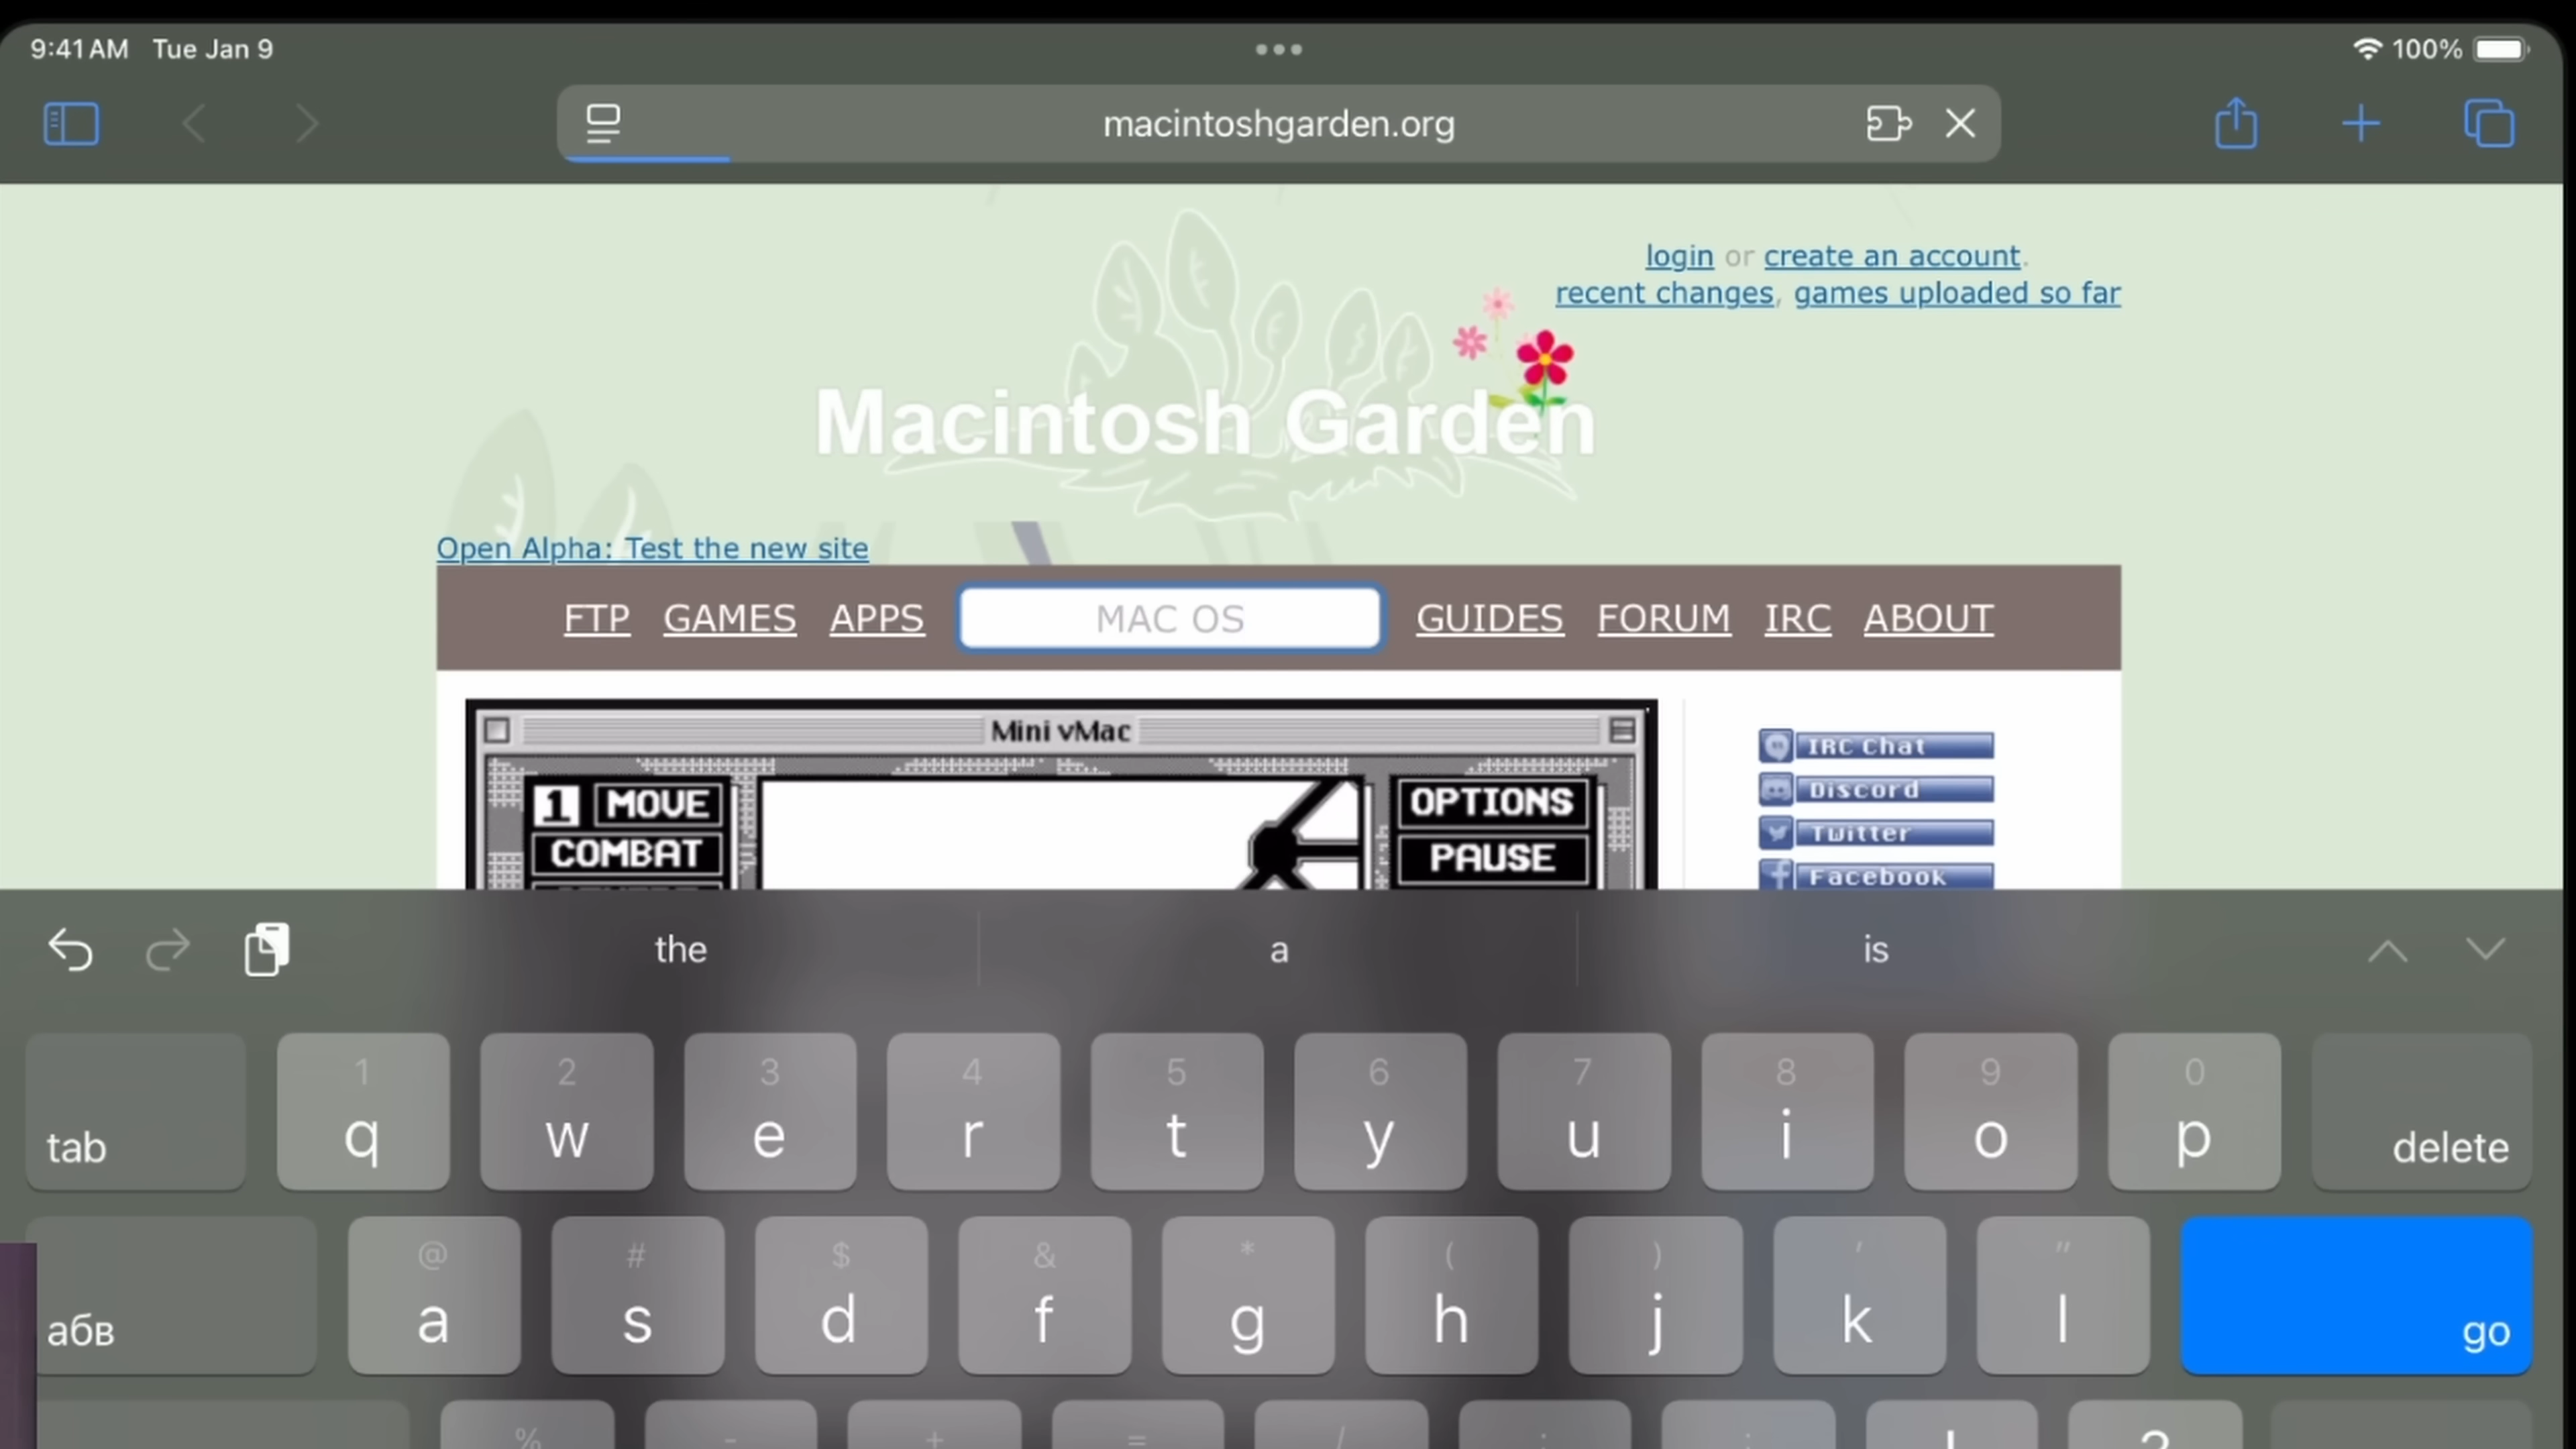 9:41 AM Tue Jan 9
100%
macintoshgarden.org
login or create an account.
recent changes, games uploaded so far
Macintosh Garden
Open Alpha: Test the new site
FTP GAMES APPS MAC OS GUIDES FORUM IRC ABOUT
Mini vMac
1 MOVE
COMBAT
OPTIONS
PAUSE
IRC Chat
Discord
Twitter
Facebook
the a is
1 2 3 4 5 6 7 8 9 0
tab q w e r t y u i o p delete
@ # $ & * ( ) ' "
абв a s d f g h j k l go
% - + = / ; : ! ?